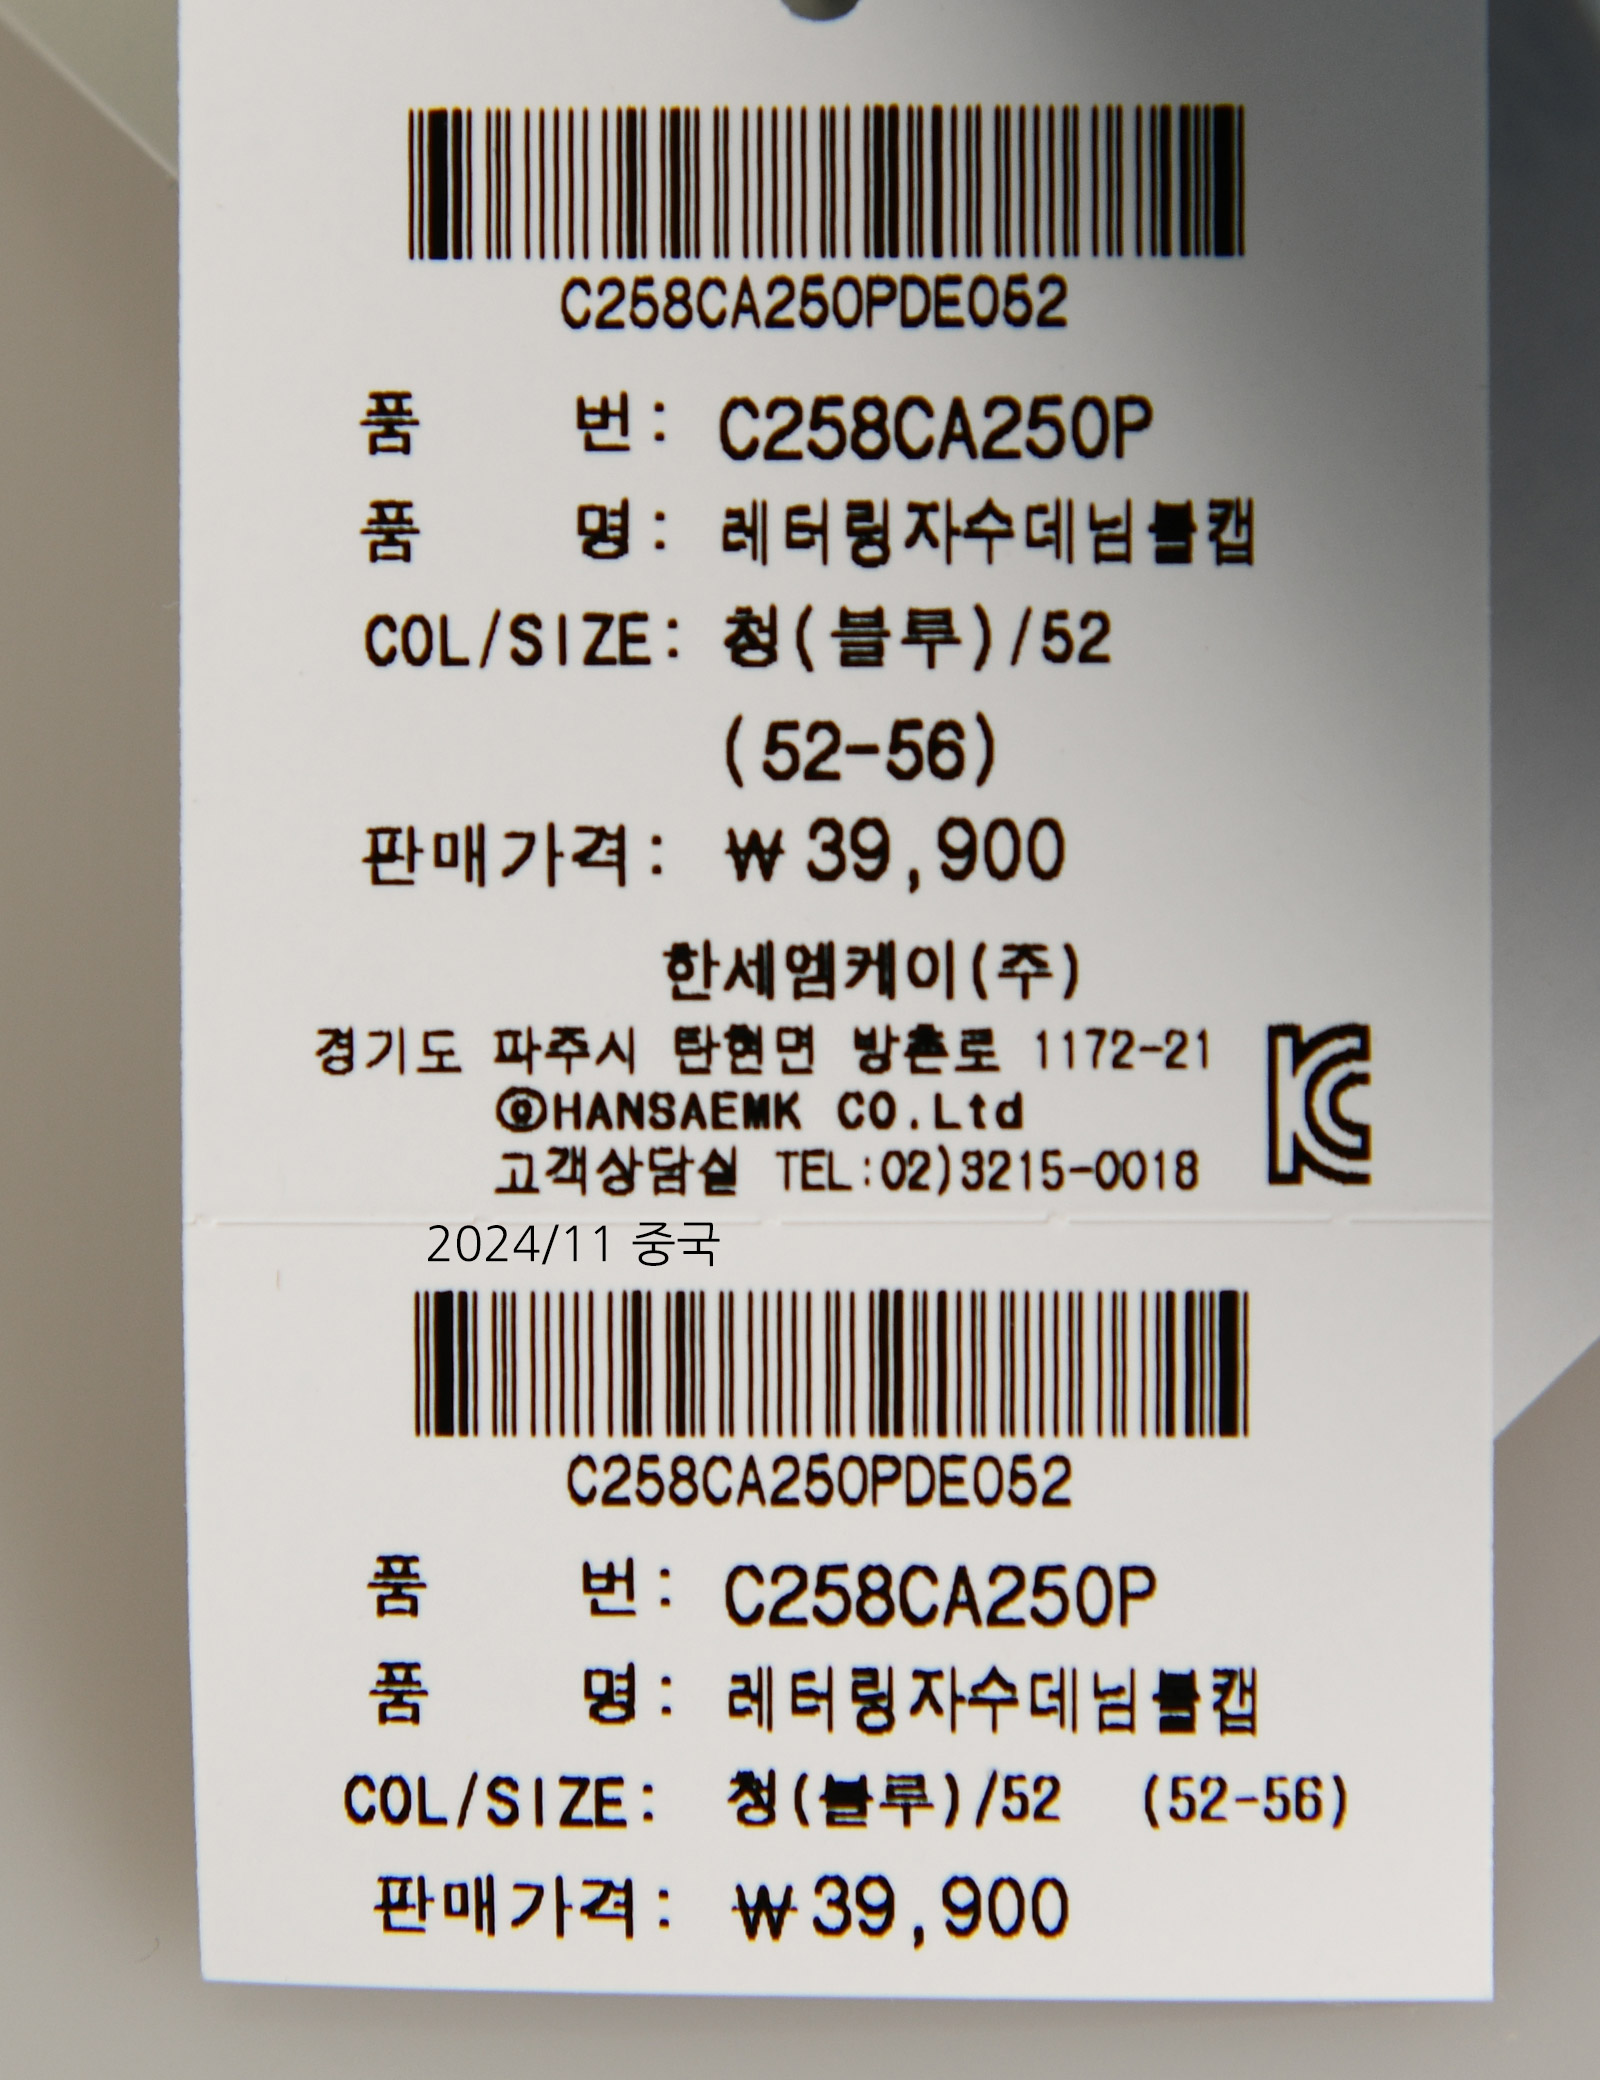 C258CA250PDE052
품 번: C258CA250P
품 명: 레터링자수데님볼캡
COL/SIZE: 청(블루)/52
(52-56)
판매가격: ₩39,900
한세엠케이(주)
경기도 파주시 탄현면 방촌로 1172-21
ⓒHANSAEMK CO.Ltd
고객상담실 TEL:02)3215-0018
2024/11 중국
C258CA250PDE052
품 번: C258CA250P
품 명: 레터링자수데님볼캡
COL/SIZE: 청(블루)/52 (52-56)
판매가격: ₩39,900